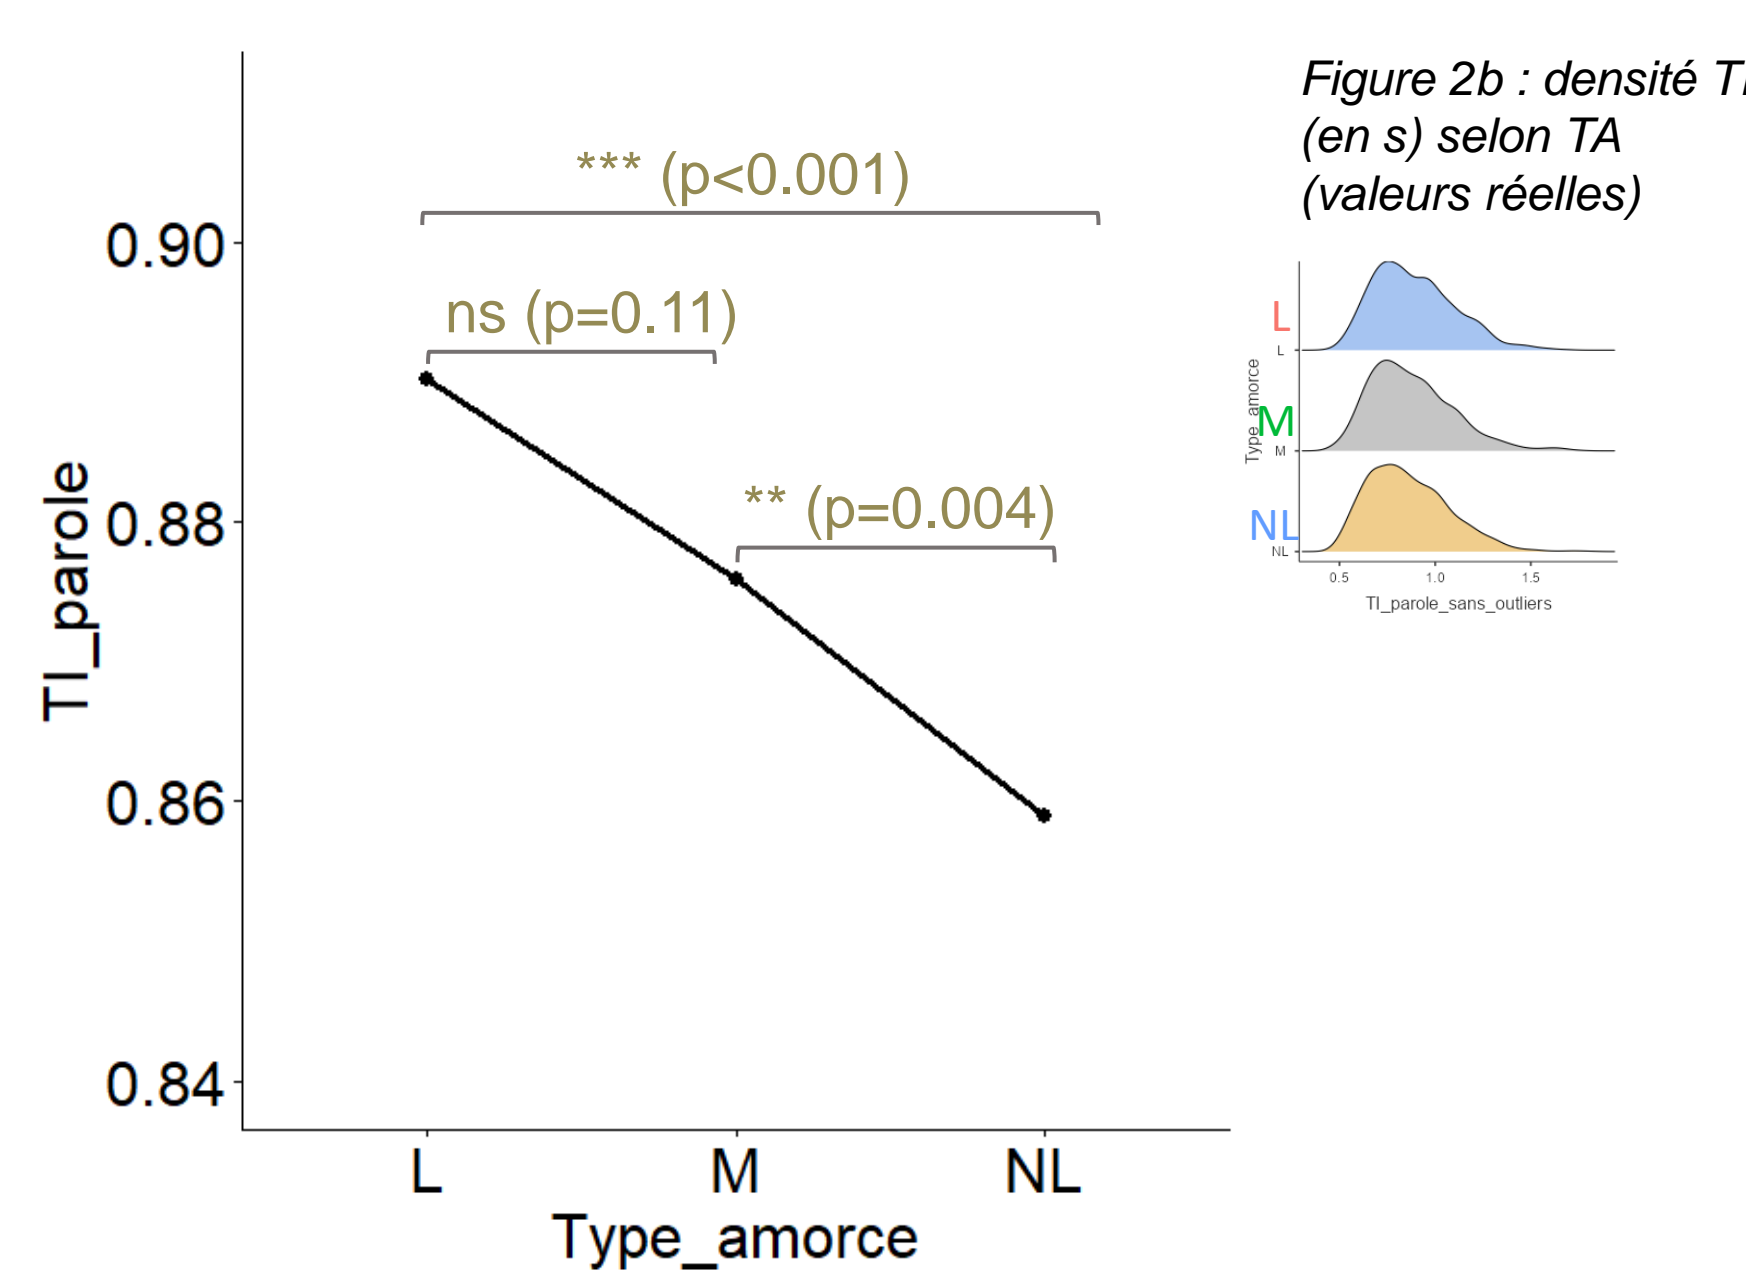 *** (p<0.001)
0.90
ns (p=0.11)
0.88
** (p=0.004)
0.86
0.84
TI_parole
L M NL
Type_amorce
Figure 2b : densité TI
(en s) selon TA
(valeurs réelles)
L
L
Type_amorce
M
M
NL
NL
0.5 1.0 1.5
TI_parole_sans_outliers